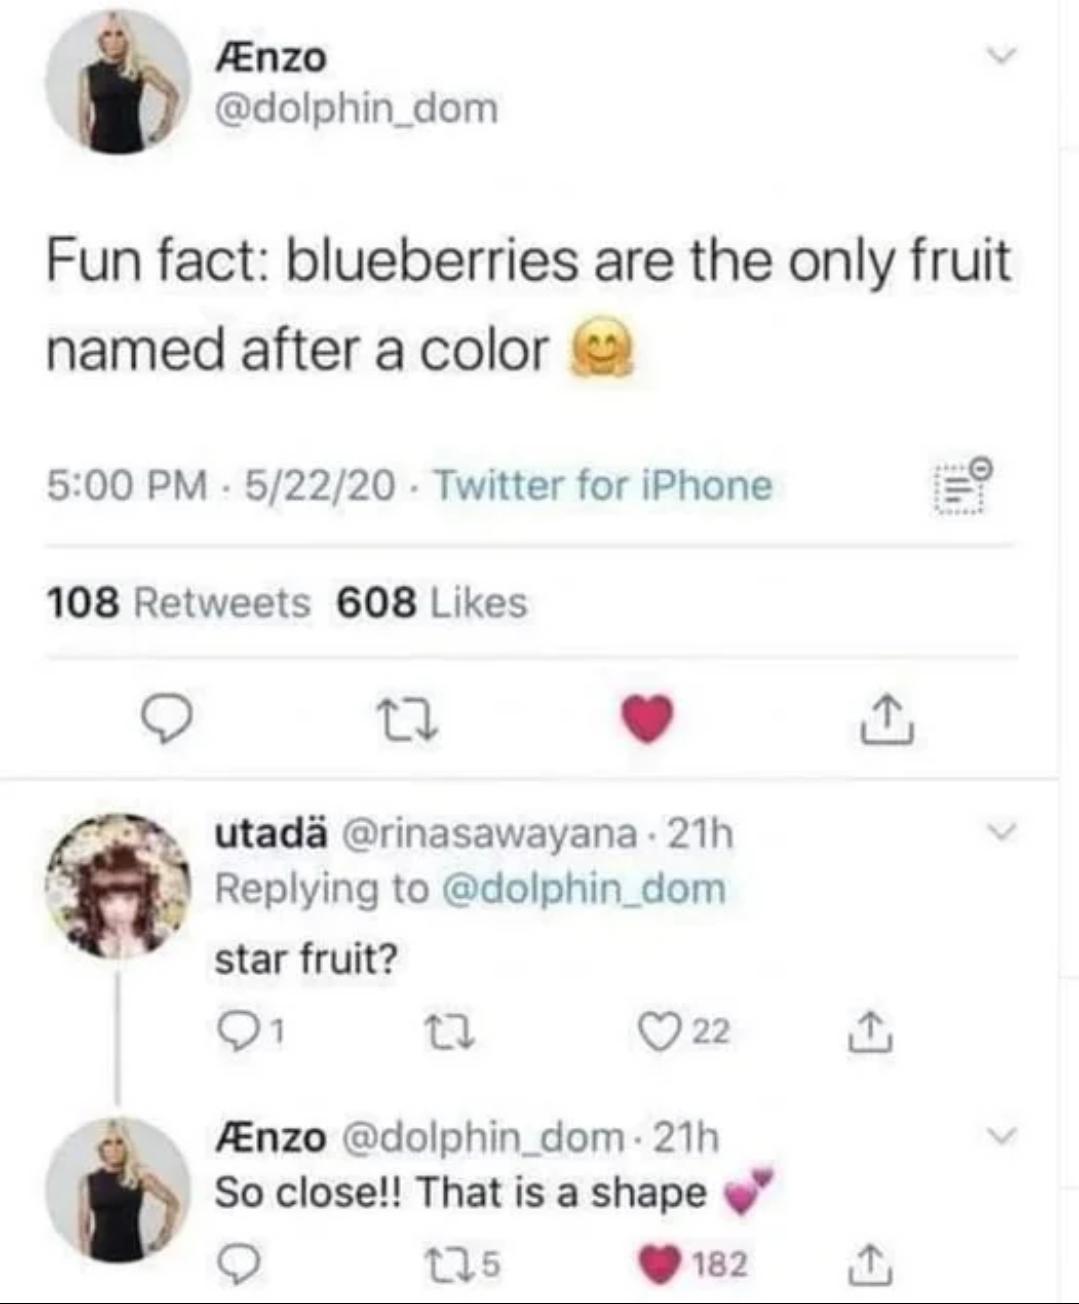 Ænzo
@dolphin_dom
Fun fact: blueberries are the only fruit
named after a color 🤗
5:00 PM · 5/22/20 · Twitter for iPhone
108 Retweets 608 Likes
utadä @rinasawayana · 21h
Replying to @dolphin_dom
star fruit?
1 22
Ænzo @dolphin_dom · 21h
So close!! That is a shape 💕
5 182